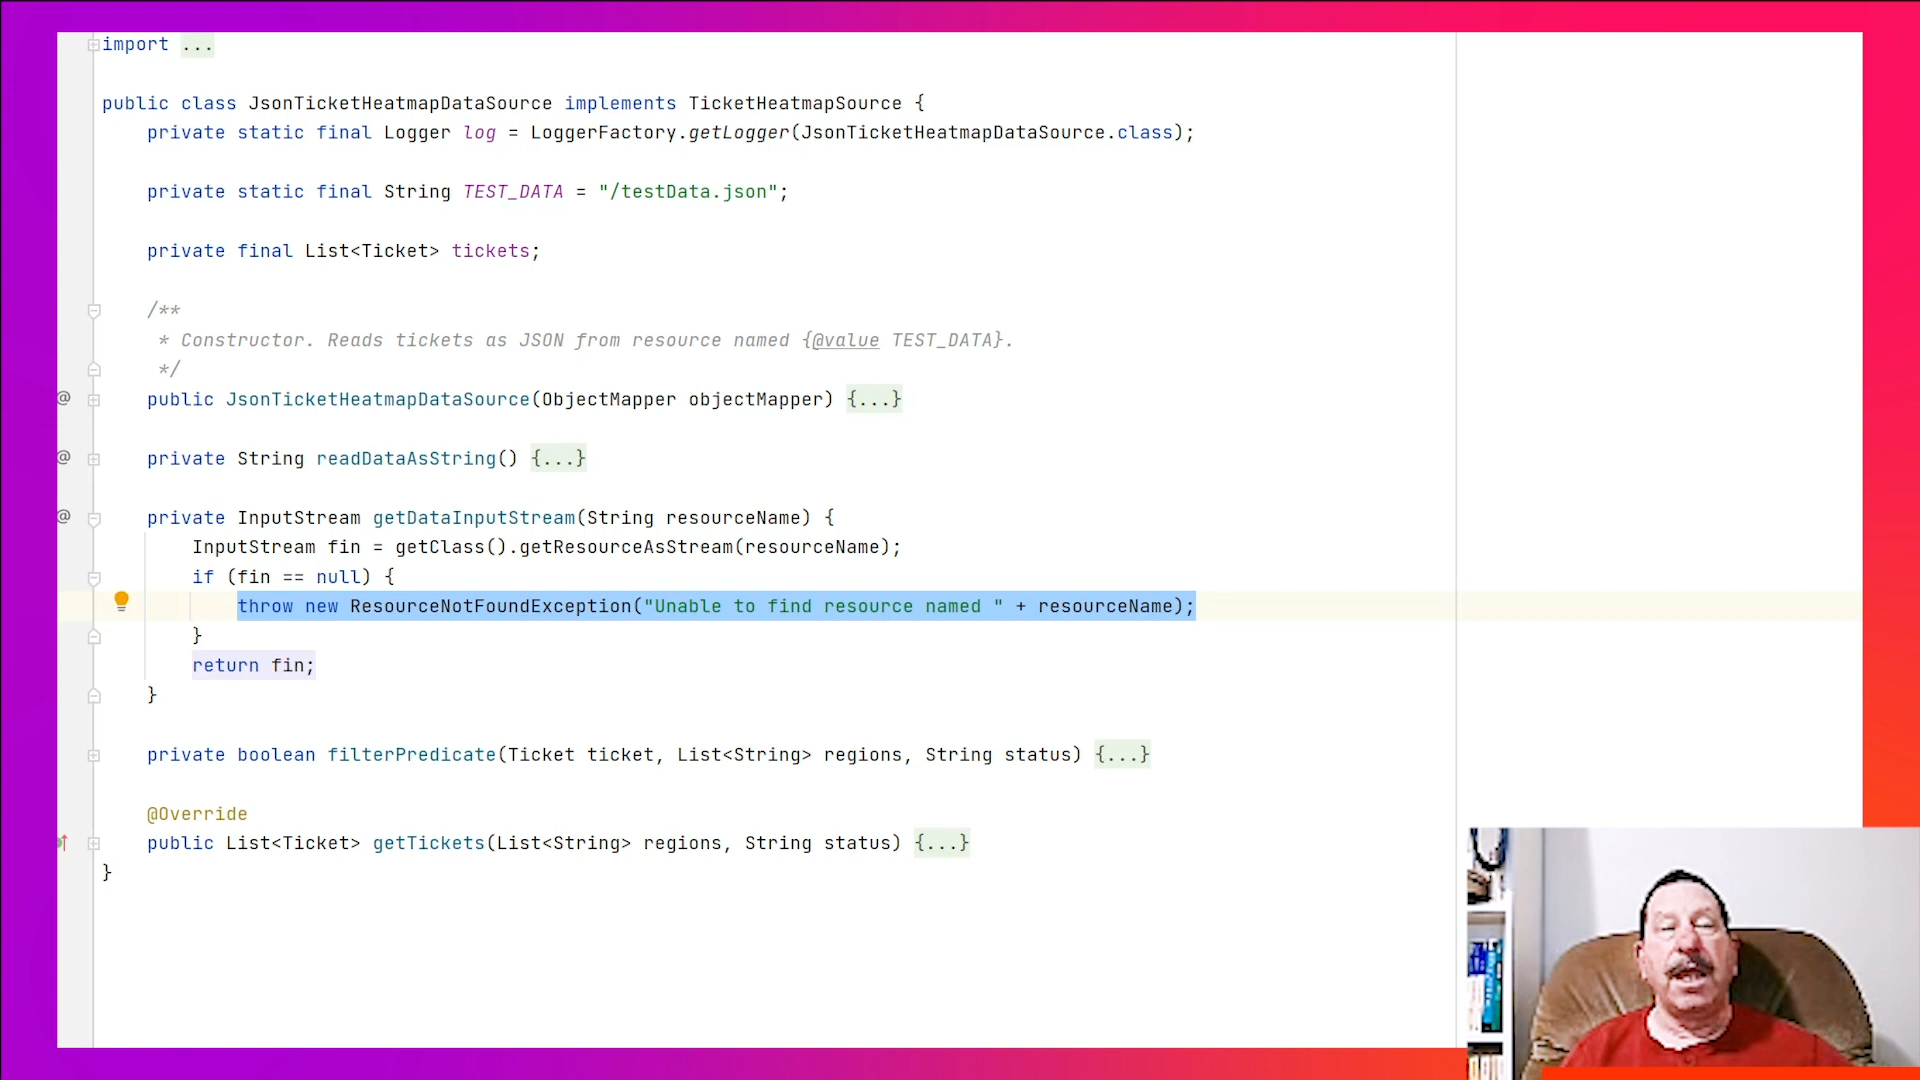 import ...
public class JsonTicketHeatmapDataSource implements TicketHeatmapSource {
private static final Logger log = LoggerFactory.getLogger(JsonTicketHeatmapDataSource.class);
private static final String TEST_DATA = "/testData.json";
private final List<Ticket> tickets;
/**
* Constructor. Reads tickets as JSON from resource named {@value TEST_DATA}.
*/
@ public JsonTicketHeatmapDataSource(ObjectMapper objectMapper) {...}
@ private String readDataAsString() {...}
@ private InputStream getDataInputStream(String resourceName) {
InputStream fin = getClass().getResourceAsStream(resourceName);
if (fin == null) {
throw new ResourceNotFoundException("Unable to find resource named " + resourceName);
}
return fin;
}
private boolean filterPredicate(Ticket ticket, List<String> regions, String status) {...}
@Override
public List<Ticket> getTickets(List<String> regions, String status) {...}
}